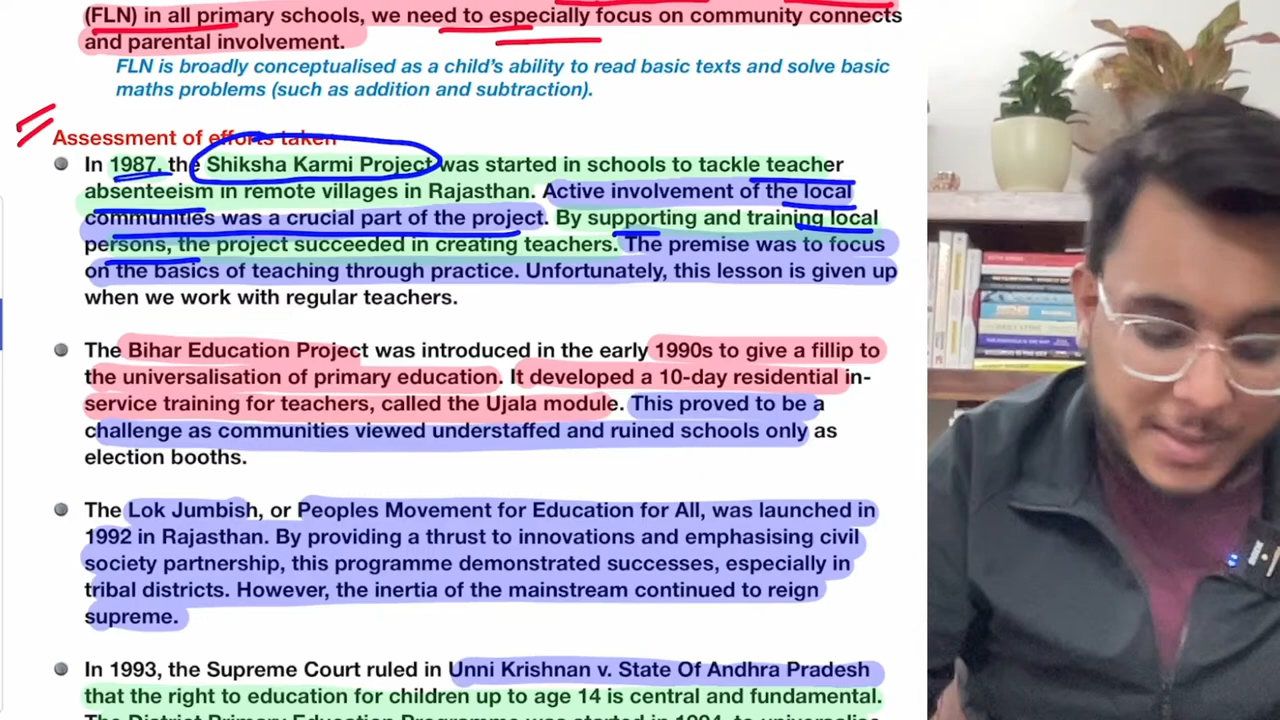 (FLN) in all primary schools, we need to especially focus on community connects
and parental involvement.
FLN is broadly conceptualised as a child's ability to read basic texts and solve basic
maths problems (such as addition and subtraction).
Assessment of efforts taken
In 1987, the Shiksha Karmi Project was started in schools to tackle teacher
absenteeism in remote villages in Rajasthan. Active involvement of the local
communities was a crucial part of the project. By supporting and training local
persons, the project succeeded in creating teachers. The premise was to focus
on the basics of teaching through practice. Unfortunately, this lesson is given up
when we work with regular teachers.
The Bihar Education Project was introduced in the early 1990s to give a fillip to
the universalisation of primary education. It developed a 10-day residential in-
service training for teachers, called the Ujala module. This proved to be a
challenge as communities viewed understaffed and ruined schools only as
election booths.
The Lok Jumbish, or Peoples Movement for Education for All, was launched in
1992 in Rajasthan. By providing a thrust to innovations and emphasising civil
society partnership, this programme demonstrated successes, especially in
tribal districts. However, the inertia of the mainstream continued to reign
supreme.
In 1993, the Supreme Court ruled in Unni Krishnan v. State Of Andhra Pradesh
that the right to education for children up to age 14 is central and fundamental.
The District Primary Education Programme was started in 1994, to universalise